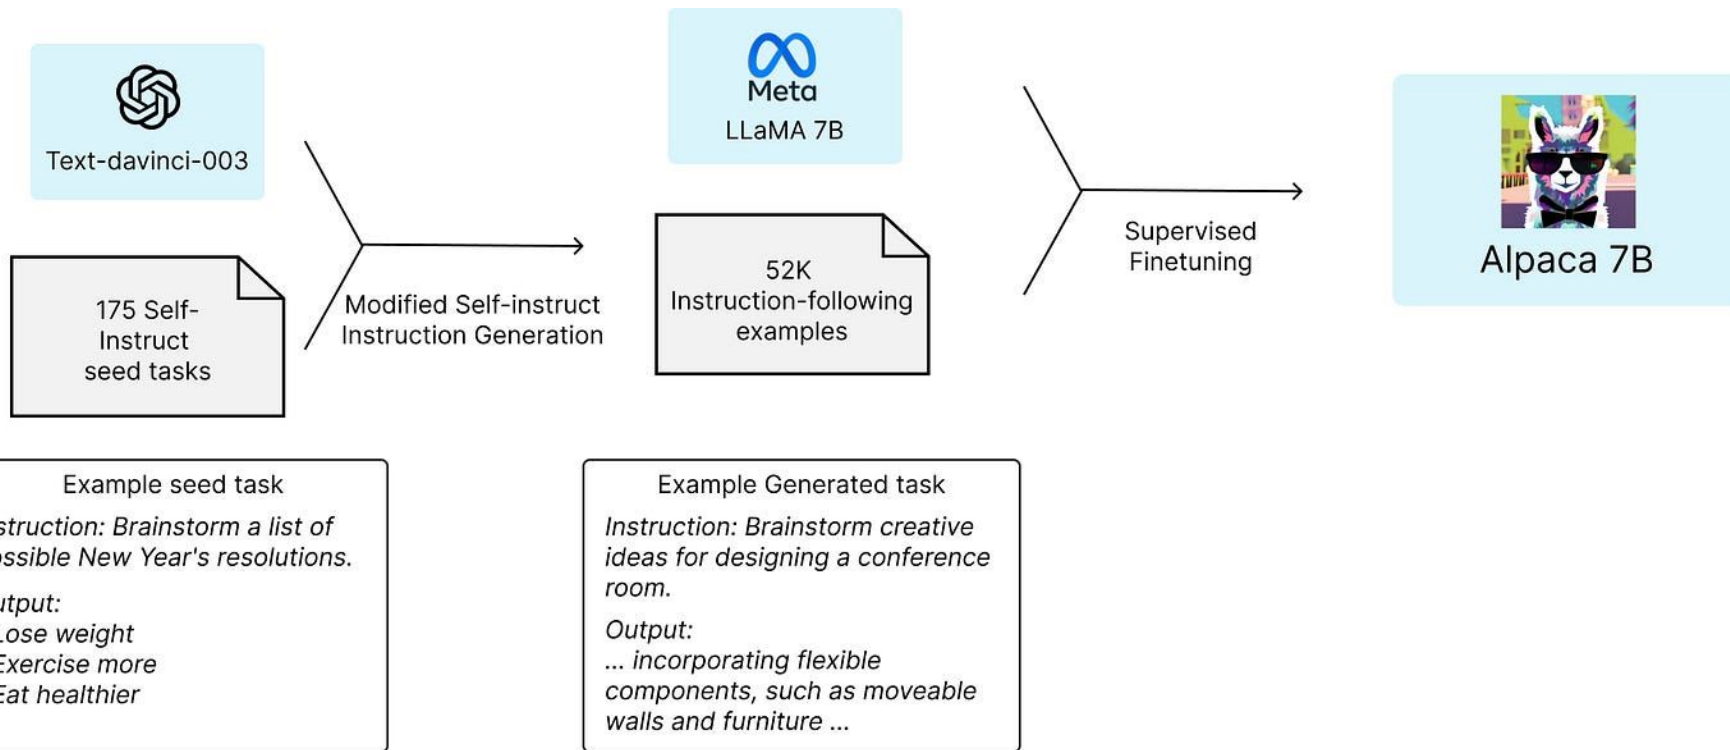 Text-davinci-003
175 Self-
Instruct
seed tasks
Modified Self-instruct
Instruction Generation
Meta
LLaMA 7B
52K
Instruction-following
examples
Supervised
Finetuning
Alpaca 7B
Example seed task
struction: Brainstorm a list of
ossible New Year's resolutions.
utput:
Lose weight
Exercise more
Eat healthier
Example Generated task
Instruction: Brainstorm creative
ideas for designing a conference
room.
Output:
... incorporating flexible
components, such as moveable
walls and furniture ...